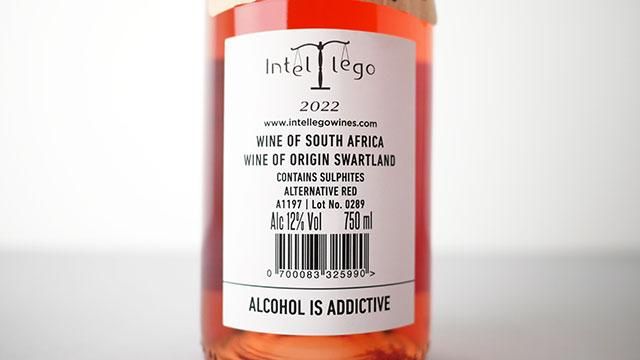 Intellego
2022
www.intellegowines.com
WINE OF SOUTH AFRICA
WINE OF ORIGIN SWARTLAND
CONTAINS SULPHITES
ALTERNATIVE RED
A1197 | Lot No. 0289
Alc 12% Vol 750 ml
0 700083 325990 >
ALCOHOL IS ADDICTIVE